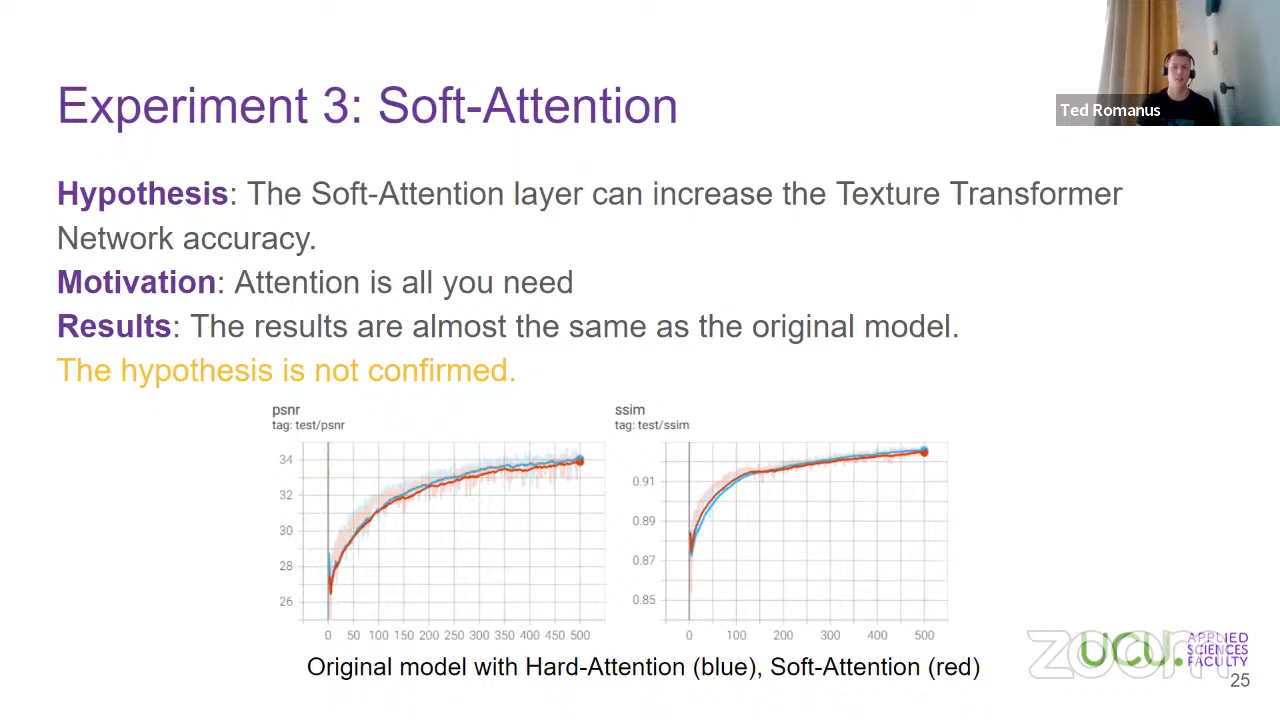 Experiment 3: Soft-Attention
Ted Romanus
Hypothesis: The Soft-Attention layer can increase the Texture Transformer
Network accuracy.
Motivation: Attention is all you need
Results: The results are almost the same as the original model.
The hypothesis is not confirmed.
psnr
tag: test/psnr
34
32
30
28
26
0 50 100 150 200 250 300 350 400 450 500
ssim
tag: test/ssim
0.91
0.89
0.87
0.85
0 100 200 300 400 500
Original model with Hard-Attention (blue), Soft-Attention (red)
zoom
UCU.
APPLIED
SCIENCES
FACULTY
25